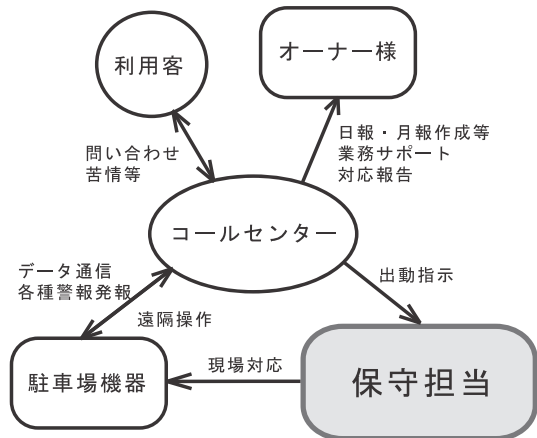 利用客
オーナー様
問い合わせ
苦情等
日報・月報作成等
業務サポート
対応報告
コールセンター
データ通信
各種警報発報
遠隔操作
出動指示
駐車場機器
現場対応
保守担当